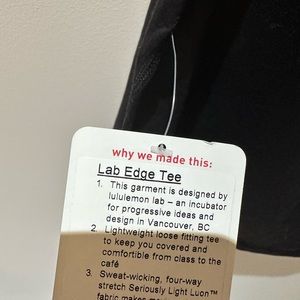 why we made this:
Lab Edge Tee
1. This garment is designed by
lululemon lab – an incubator
for progressive ideas and
design in Vancouver, BC
2. Lightweight loose fitting tee
to keep you covered and
comfortable from class to the
café
3. Sweat-wicking, four-way
stretch Seriously Light Luon™
fabric makes